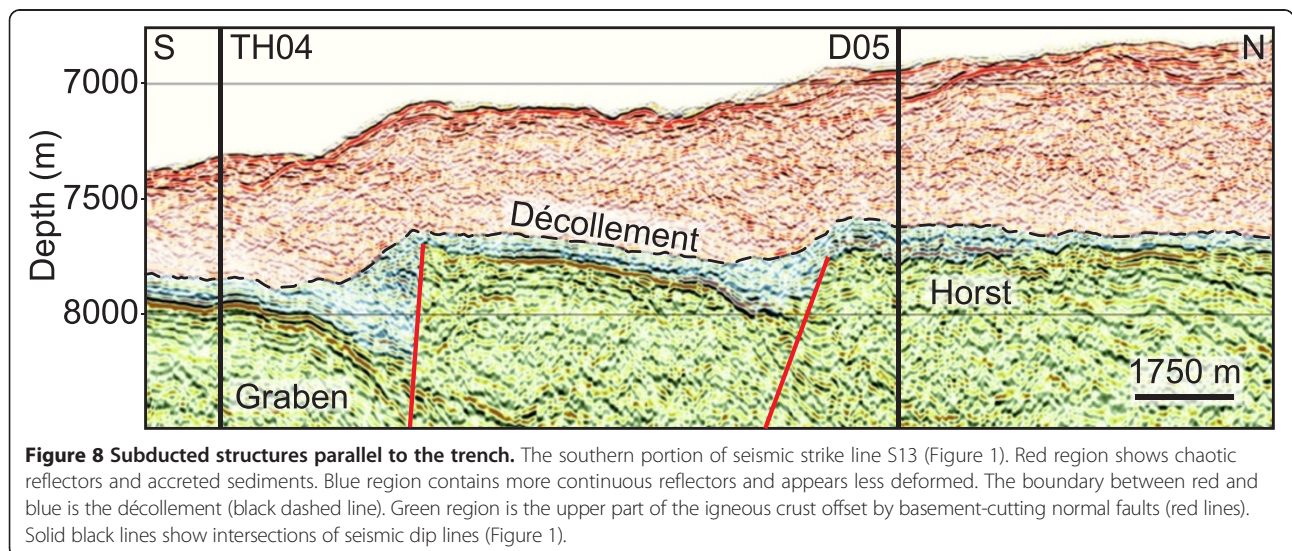 S
TH04
D05
N
7000
7500
8000
Depth (m)
Décollement
Horst
Graben
1750 m
Figure 8 Subducted structures parallel to the trench. The southern portion of seismic strike line S13 (Figure 1). Red region shows chaotic
reflectors and accreted sediments. Blue region contains more continuous reflectors and appears less deformed. The boundary between red and
blue is the décollement (black dashed line). Green region is the upper part of the igneous crust offset by basement-cutting normal faults (red lines).
Solid black lines show intersections of seismic dip lines (Figure 1).